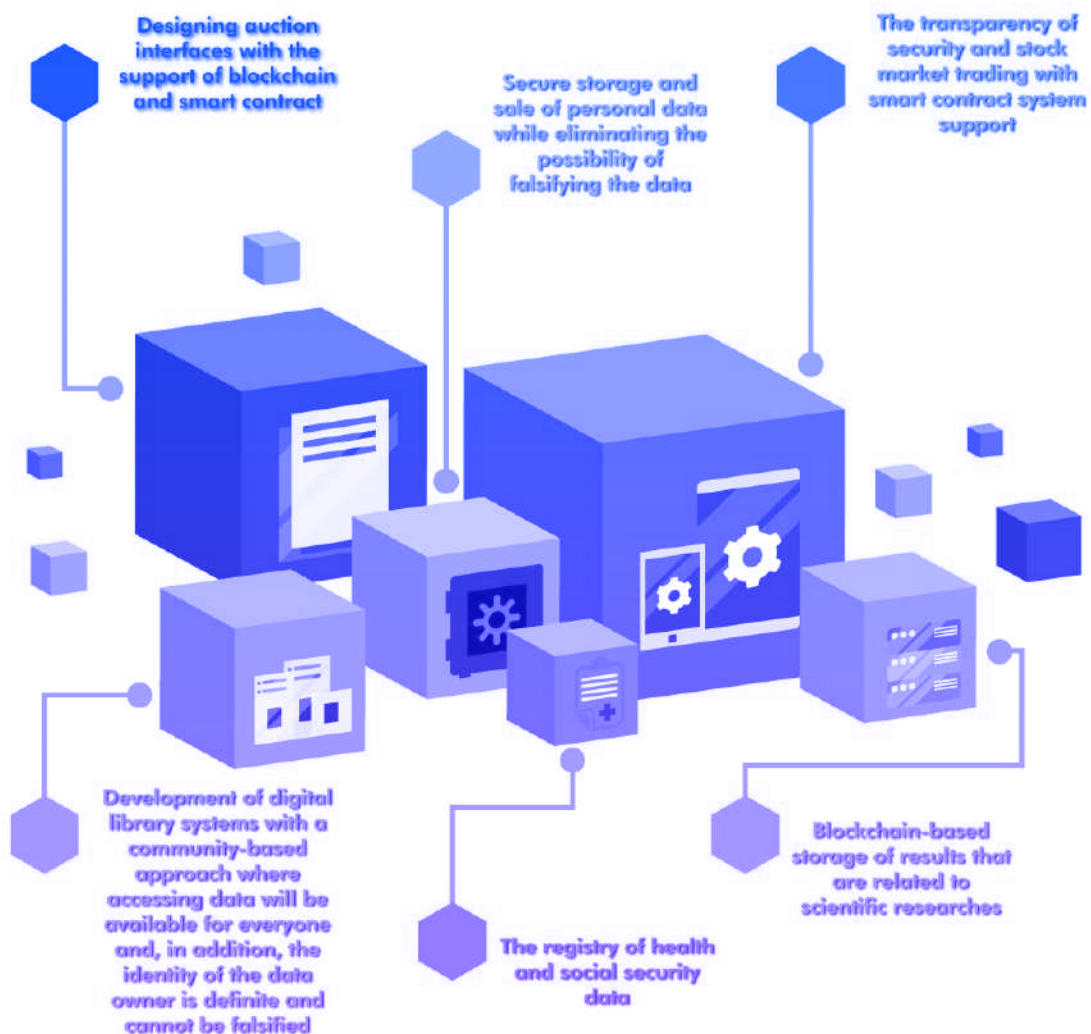 Designing auction
interfaces with the
support of blockchain
and smart contract
Secure storage and
sale of personal data
while eliminating the
possibility of
falsifying the data
The transparency of
security and stock
market trading with
smart contract system
support
Development of digital
library systems with a
community-based
approach where
accessing data will be
available for everyone
and, in addition, the
identity of the data
owner is definite and
cannot be falsified
The registry of health
and social security
data
Blockchain-based
storage of results that
are related to
scientific researches